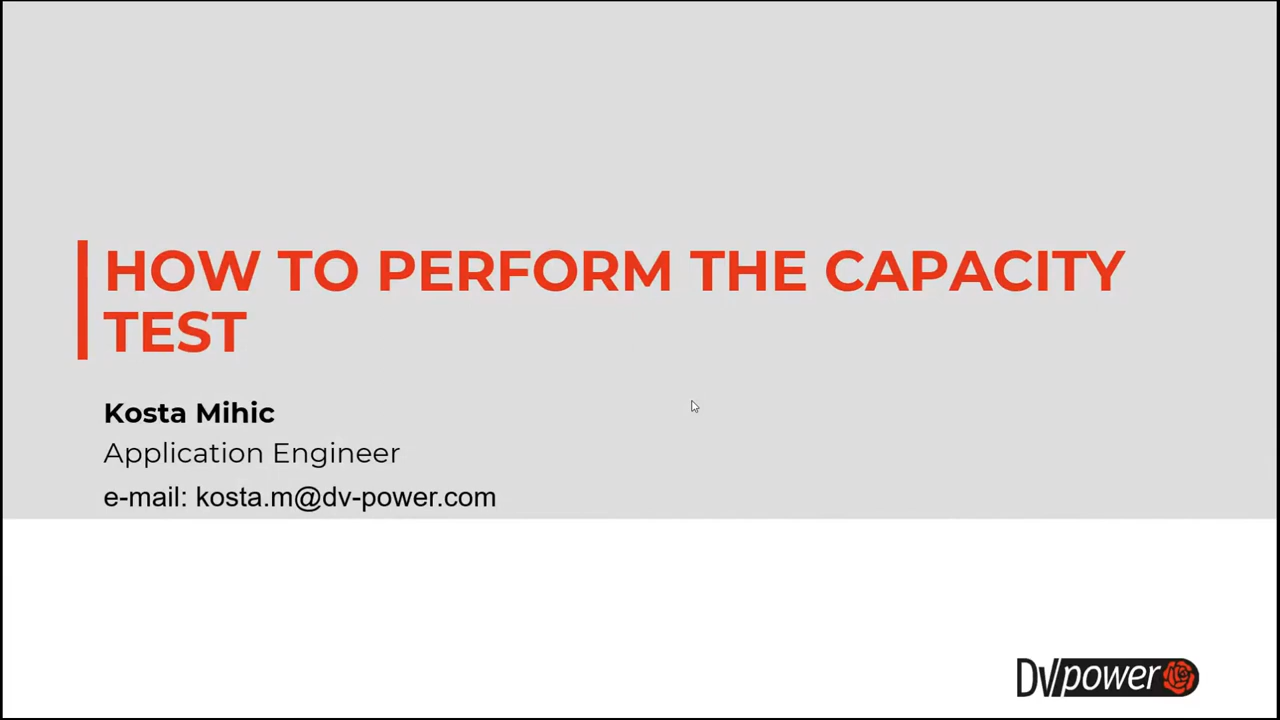 HOW TO PERFORM THE CAPACITY
TEST
Kosta Mihic
Application Engineer
e-mail: kosta.m@dv-power.com
DV power